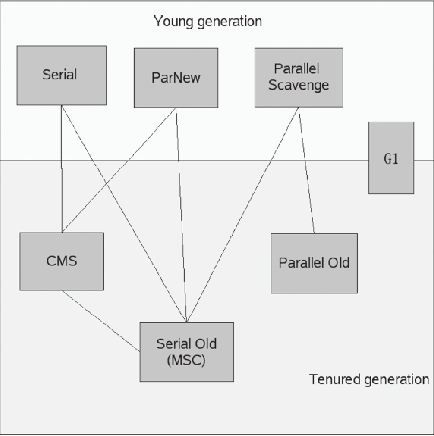 Young generation
Serial
ParNew
Parallel
Scavenge
G1
CMS
Parallel Old
Serial Old
(MSC)
Tenured generation